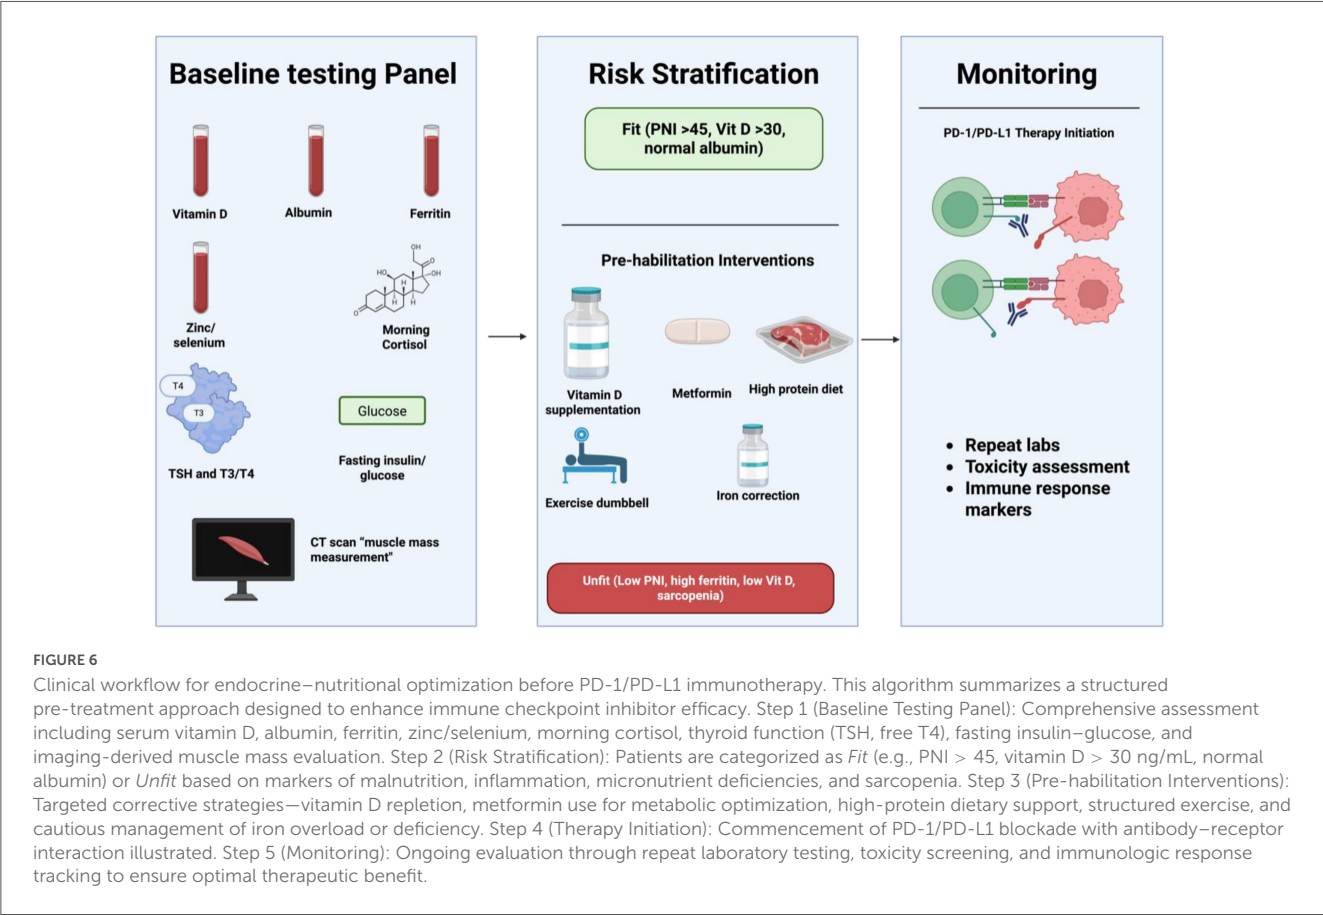 Baseline testing Panel
Vitamin D
Albumin
Ferritin
Zinc/
selenium
OH
O
HO
OH
H
H
H
O
Morning
Cortisol
T4
T3
TSH and T3/T4
Glucose
Fasting insulin/
glucose
CT scan "muscle mass
measurement"
Risk Stratification
Fit (PNI >45, Vit D >30,
normal albumin)
Pre-habilitation Interventions
Vitamin D
supplementation
Metformin
High protein diet
Exercise dumbbell
Iron correction
Unfit (Low PNI, high ferritin, low Vit D,
sarcopenia)
Monitoring
PD-1/PD-L1 Therapy Initiation
• Repeat labs
• Toxicity assessment
• Immune response
markers
FIGURE 6
Clinical workflow for endocrine–nutritional optimization before PD-1/PD-L1 immunotherapy. This algorithm summarizes a structured
pre-treatment approach designed to enhance immune checkpoint inhibitor efficacy. Step 1 (Baseline Testing Panel): Comprehensive assessment
including serum vitamin D, albumin, ferritin, zinc/selenium, morning cortisol, thyroid function (TSH, free T4), fasting insulin–glucose, and
imaging-derived muscle mass evaluation. Step 2 (Risk Stratification): Patients are categorized as Fit (e.g., PNI > 45, vitamin D > 30 ng/mL, normal
albumin) or Unfit based on markers of malnutrition, inflammation, micronutrient deficiencies, and sarcopenia. Step 3 (Pre-habilitation Interventions):
Targeted corrective strategies—vitamin D repletion, metformin use for metabolic optimization, high-protein dietary support, structured exercise, and
cautious management of iron overload or deficiency. Step 4 (Therapy Initiation): Commencement of PD-1/PD-L1 blockade with antibody–receptor
interaction illustrated. Step 5 (Monitoring): Ongoing evaluation through repeat laboratory testing, toxicity screening, and immunologic response
tracking to ensure optimal therapeutic benefit.